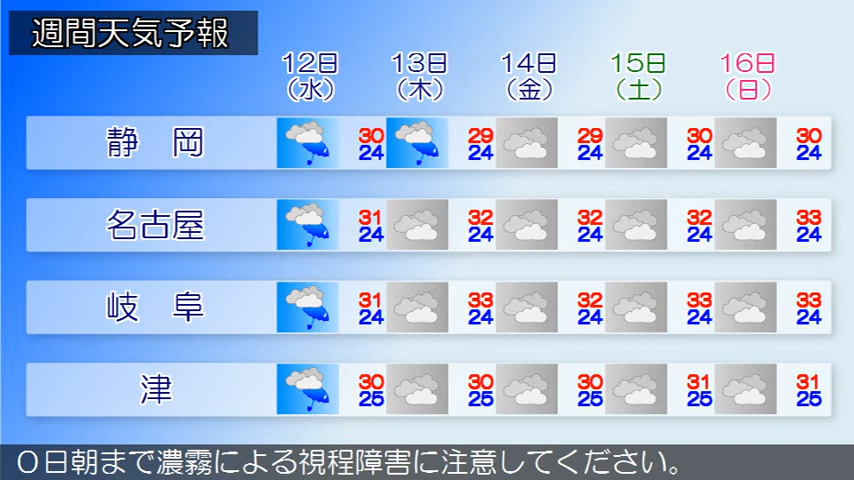 週間天気予報
12日 13日 14日 15日 16日
（水） （木） （金） （土） （日）
静岡 30 29 29 30 30
24 24 24 24 24
名古屋 31 32 32 32 33
24 24 24 24 24
岐阜 31 33 32 33 33
24 24 24 24 24
津 30 30 30 31 31
25 25 25 25 25
０日朝まで濃霧による視程障害に注意してください。